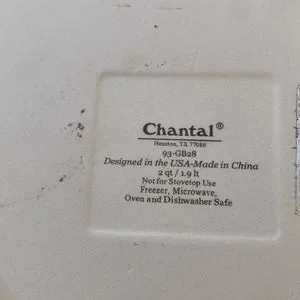 Chantal®
Houston, TX 77086
93-GB28
Designed in the USA-Made in China
2 qt / 1.9 lt
Not for Stovetop Use
Freezer, Microwave,
Oven and Dishwasher Safe